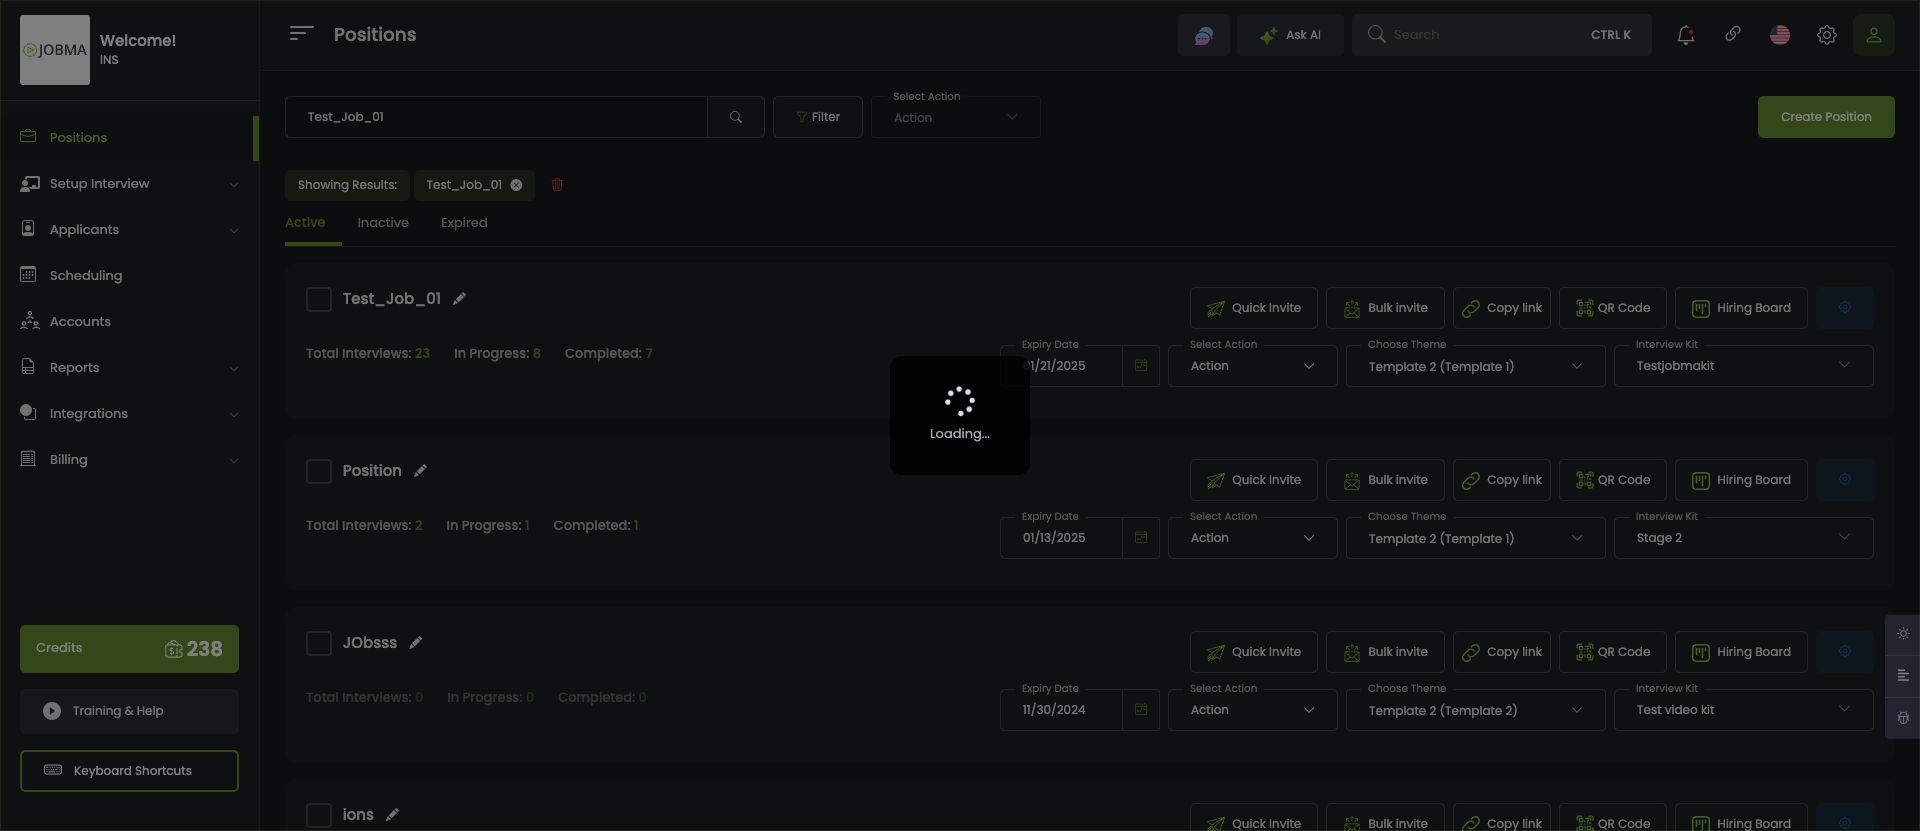 JOBMA
Welcome!
INS
Positions
Ask AI
Search
CTRL K
Positions
Setup Interview
Applicants
Scheduling
Accounts
Reports
Integrations
Billing
Credits
238
Training & Help
Keyboard Shortcuts
Test_Job_01
Filter
Select Action
Action
Create Position
Showing Results:
Test_Job_01
Active
Inactive
Expired
Test_Job_01
Quick Invite
Bulk invite
Copy link
QR Code
Hiring Board
Total Interviews: 23
In Progress: 8
Completed: 7
Expiry Date
01/21/2025
Select Action
Action
Choose Theme
Template 2 (Template 1)
Interview Kit
Testjobmakit
Loading...
Position
Quick Invite
Bulk invite
Copy link
QR Code
Hiring Board
Total Interviews: 2
In Progress: 1
Completed: 1
Expiry Date
01/13/2025
Select Action
Action
Choose Theme
Template 2 (Template 1)
Interview Kit
Stage 2
JObsss
Quick Invite
Bulk invite
Copy link
QR Code
Hiring Board
Total Interviews: 0
In Progress: 0
Completed: 0
Expiry Date
11/30/2024
Select Action
Action
Choose Theme
Template 2 (Template 2)
Interview Kit
Test video kit
ions
Quick Invite
Bulk invite
Copy link
QR Code
Hiring Board